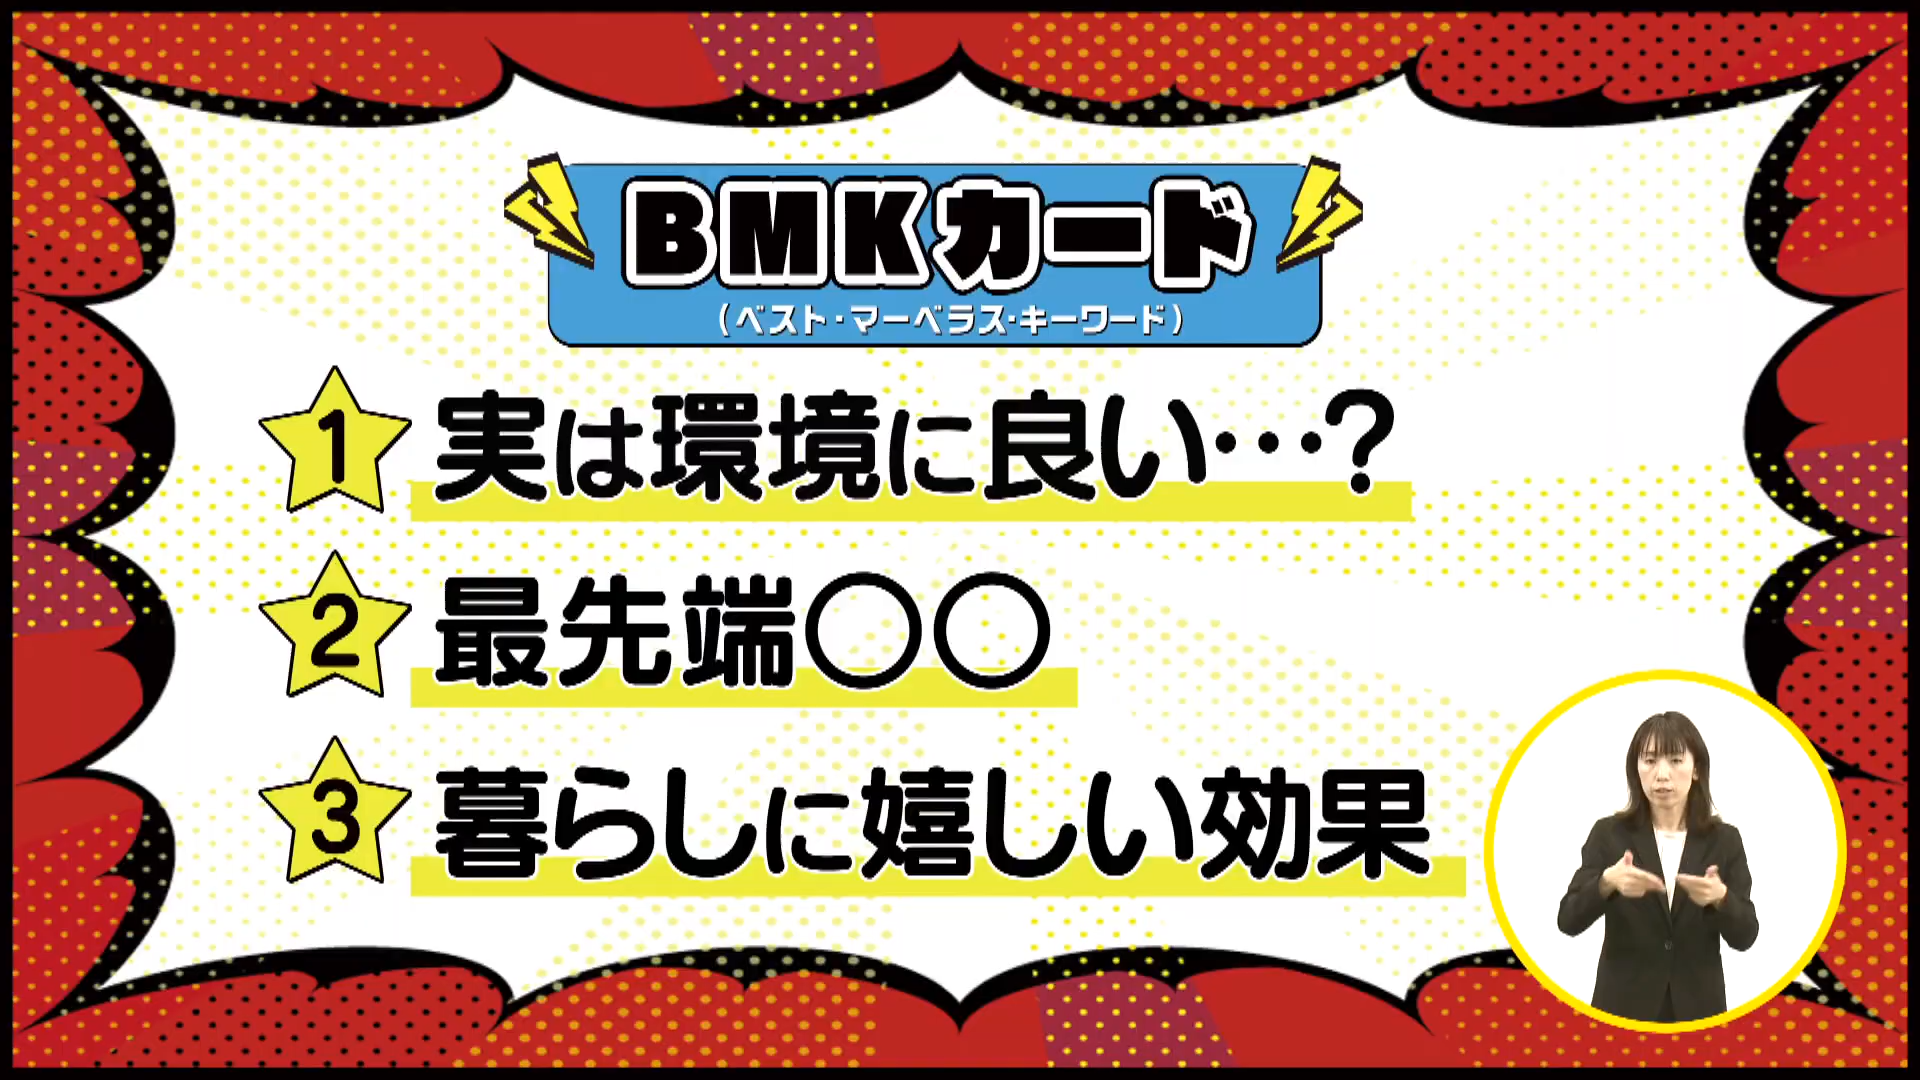 BMKカード
(ベスト・マーベラス・キーワード)
1 実は環境に良い…?
2 最先端〇〇
3 暮らしに嬉しい効果